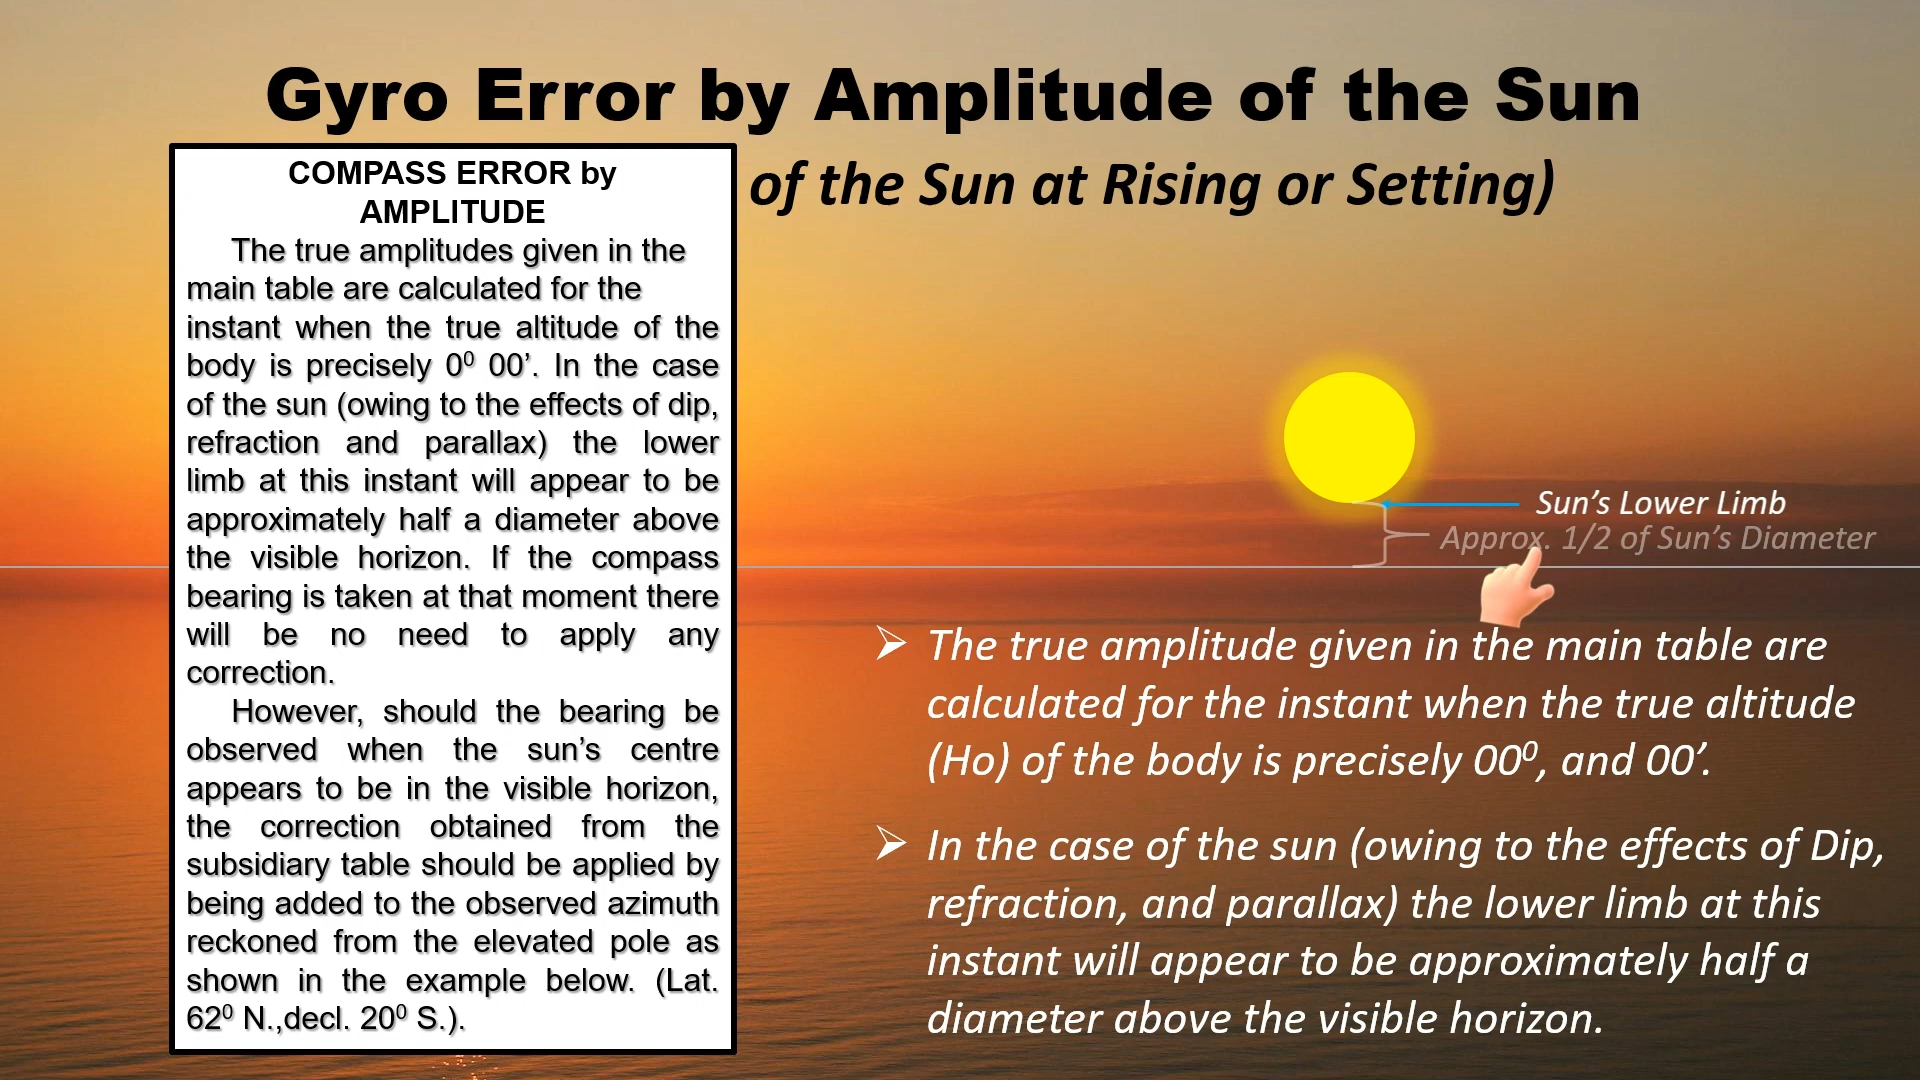 Gyro Error by Amplitude of the Sun
of the Sun at Rising or Setting)
COMPASS ERROR by
AMPLITUDE
The true amplitudes given in the
main table are calculated for the
instant when the true altitude of the
body is precisely 0⁰ 00’. In the case
of the sun (owing to the effects of dip,
refraction and parallax) the lower
limb at this instant will appear to be
approximately half a diameter above
the visible horizon. If the compass
bearing is taken at that moment there
will be no need to apply any
correction.
However, should the bearing be
observed when the sun’s centre
appears to be in the visible horizon,
the correction obtained from the
subsidiary table should be applied by
being added to the observed azimuth
reckoned from the elevated pole as
shown in the example below. (Lat.
62⁰ N.,decl. 20⁰ S.).
Sun’s Lower Limb
Approx. 1/2 of Sun’s Diameter
➢ The true amplitude given in the main table are
calculated for the instant when the true altitude
(Ho) of the body is precisely 00⁰, and 00’.
➢ In the case of the sun (owing to the effects of Dip,
refraction, and parallax) the lower limb at this
instant will appear to be approximately half a
diameter above the visible horizon.